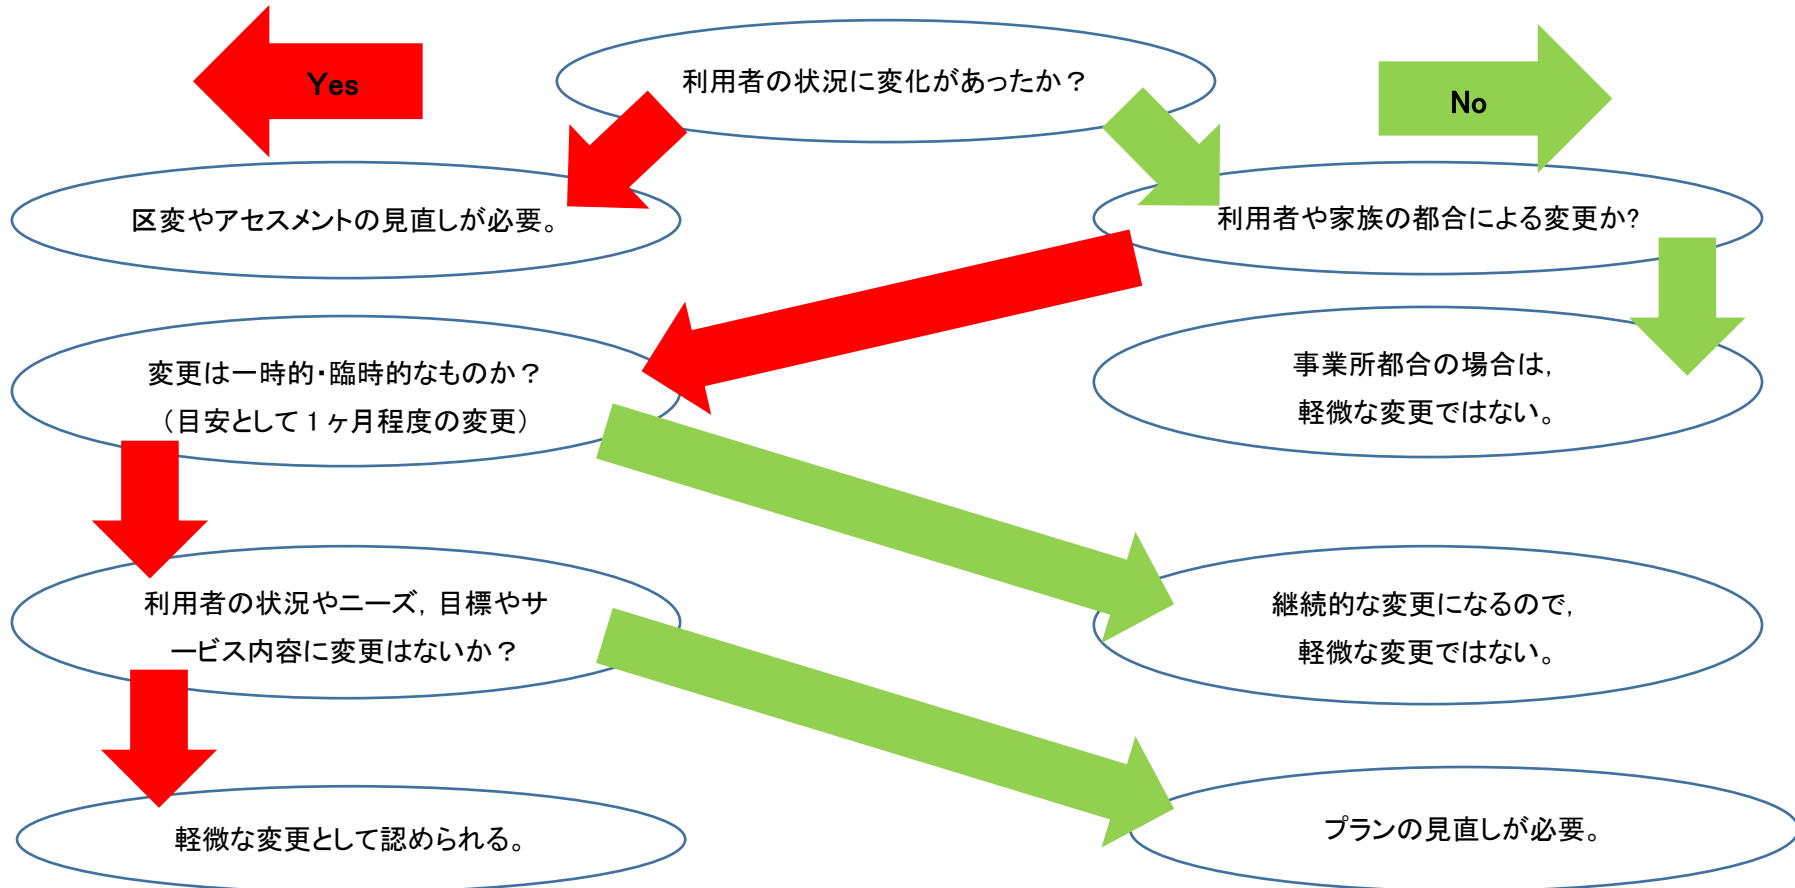 Yes
利用者の状況に変化があったか？
No
区変やアセスメントの見直しが必要。
利用者や家族の都合による変更か?
変更は一時的・臨時的なものか？
（目安として１ヶ月程度の変更）
事業所都合の場合は，
軽微な変更ではない。
利用者の状況やニーズ，目標やサ
ービス内容に変更はないか？
継続的な変更になるので，
軽微な変更ではない。
軽微な変更として認められる。
プランの見直しが必要。